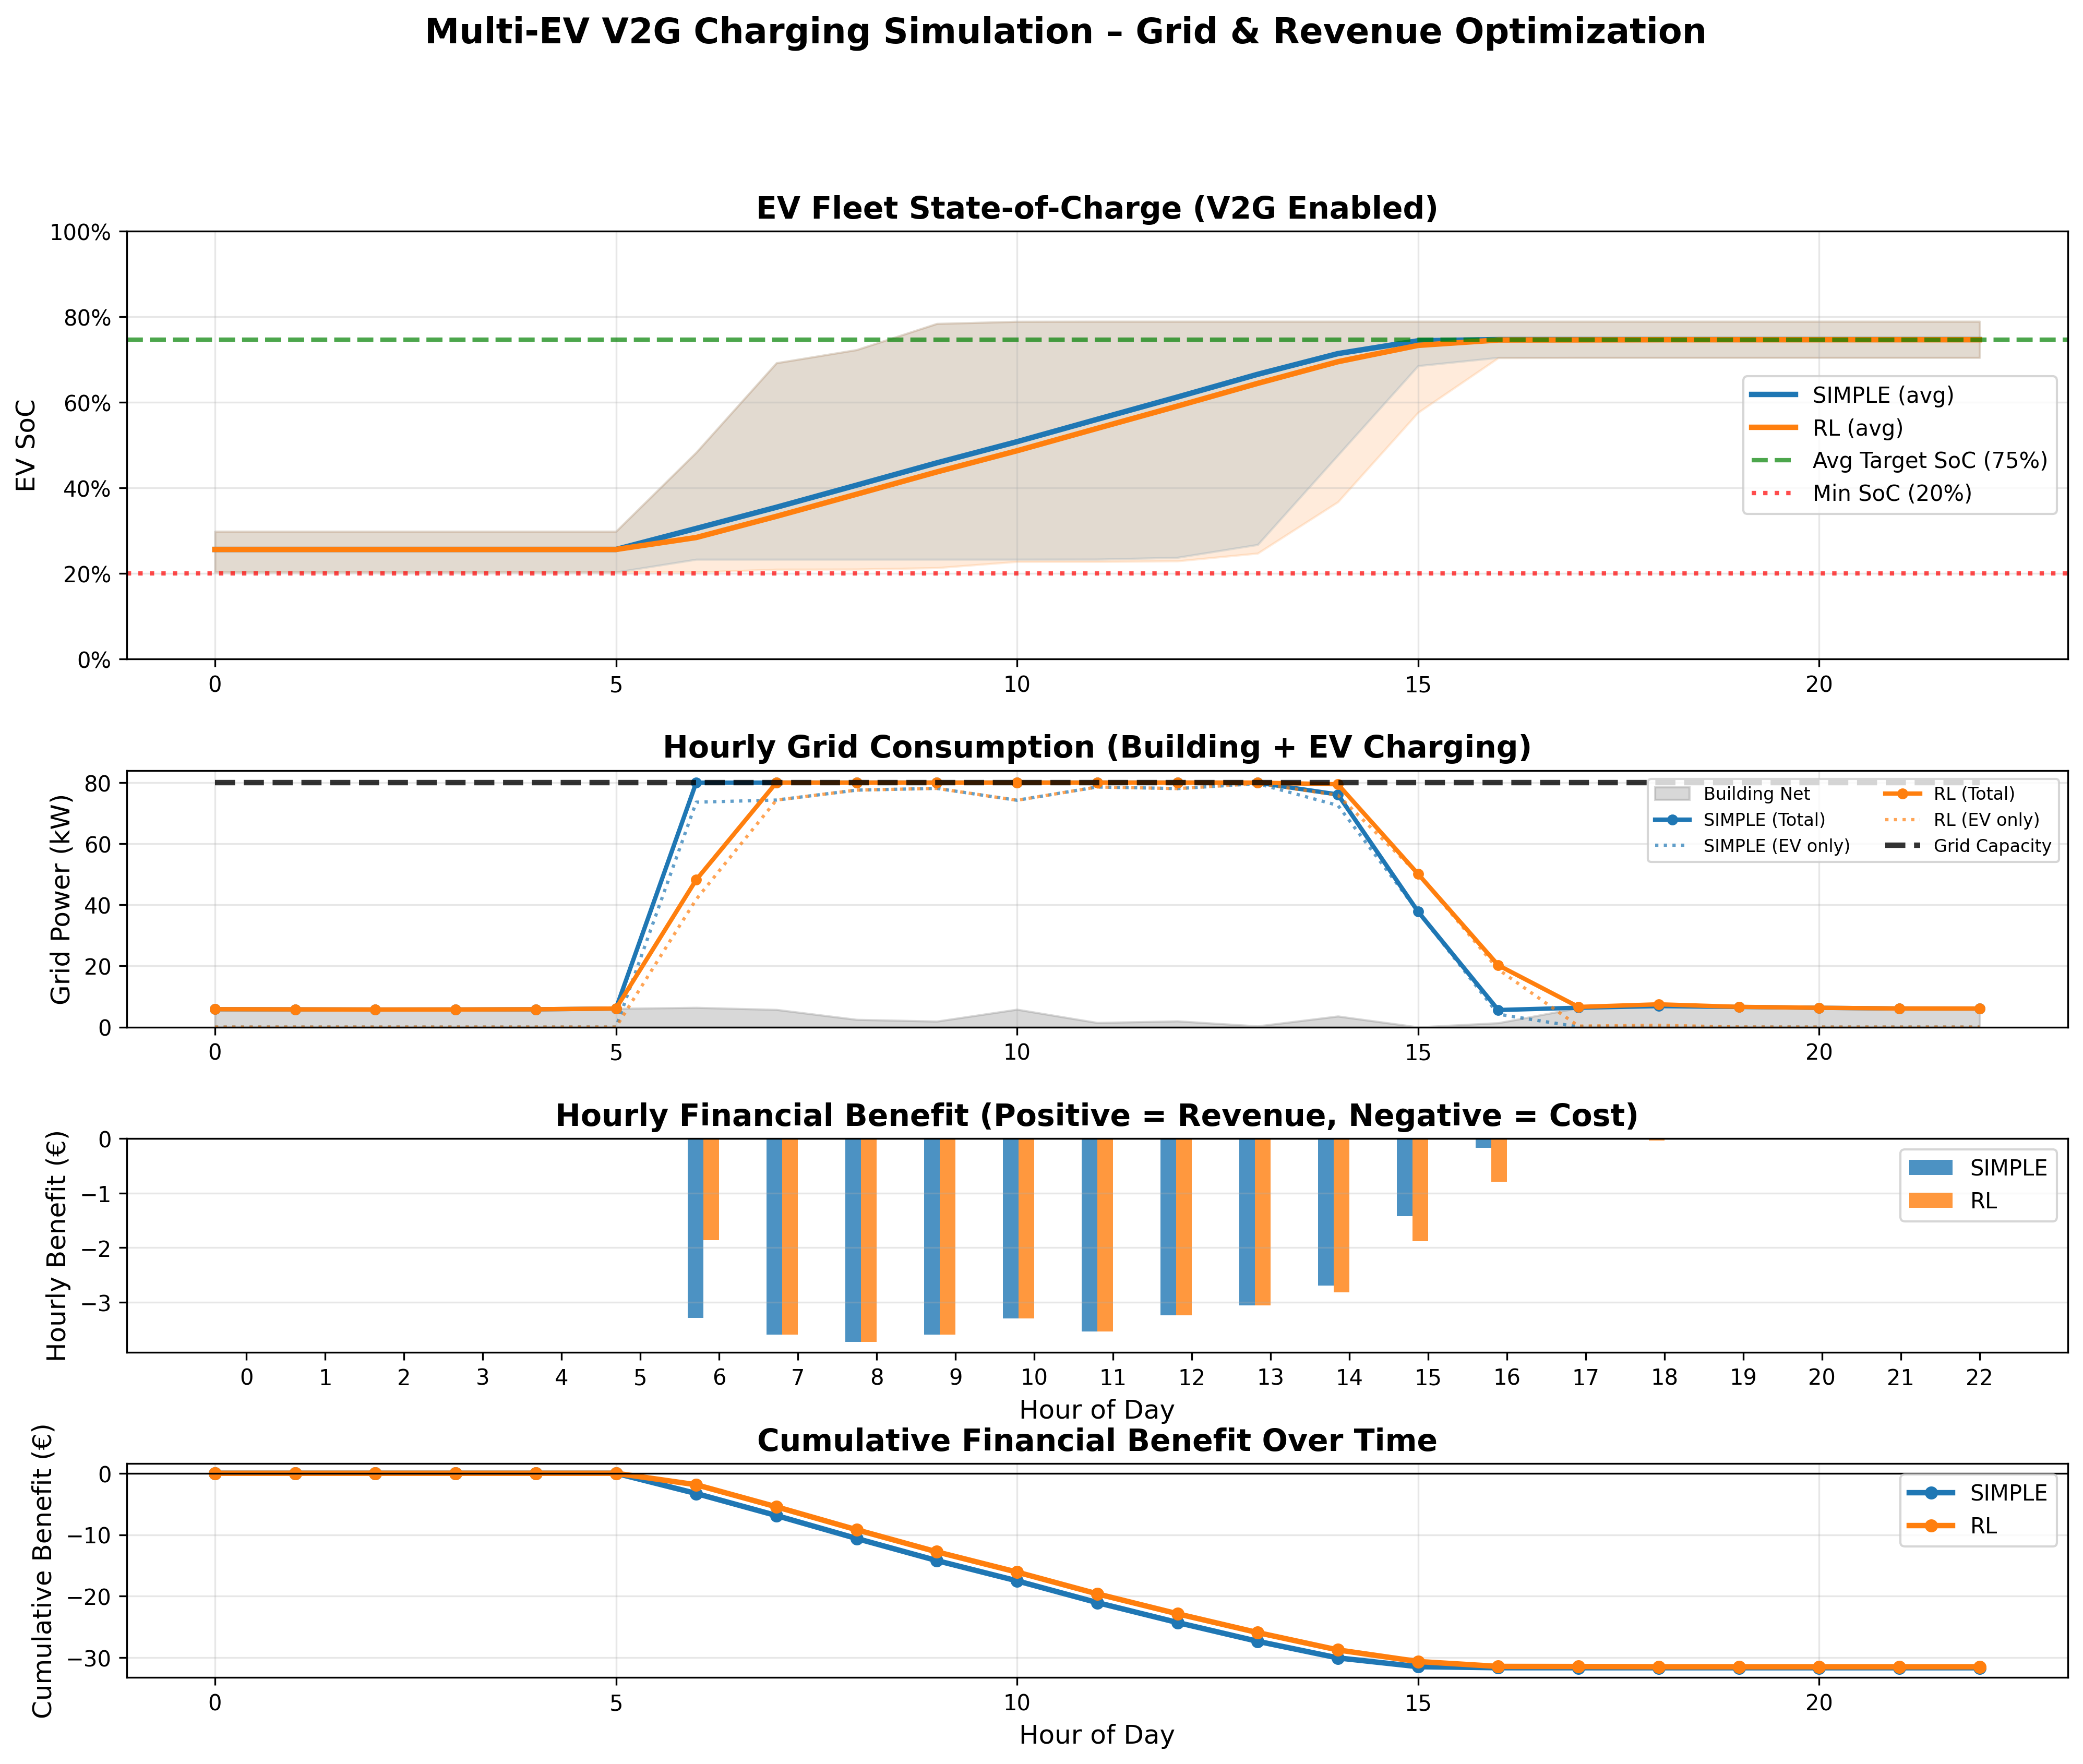 Multi-EV V2G Charging Simulation – Grid & Revenue Optimization
EV Fleet State-of-Charge (V2G Enabled)
EV SoC
100%
80%
60%
40%
20%
0%
SIMPLE (avg)
RL (avg)
Avg Target SoC (75%)
Min SoC (20%)
0 5 10 15 20
Hourly Grid Consumption (Building + EV Charging)
Grid Power (kW)
80
60
40
20
0
Building Net
SIMPLE (Total)
SIMPLE (EV only)
RL (Total)
RL (EV only)
Grid Capacity
0 5 10 15 20
Hourly Financial Benefit (Positive = Revenue, Negative = Cost)
Hourly Benefit (€)
0
−1
−2
−3
SIMPLE
RL
0 1 2 3 4 5 6 7 8 9 10 11 12 13 14 15 16 17 18 19 20 21 22
Hour of Day
Cumulative Financial Benefit Over Time
Cumulative Benefit (€)
0
−10
−20
−30
SIMPLE
RL
0 5 10 15 20
Hour of Day